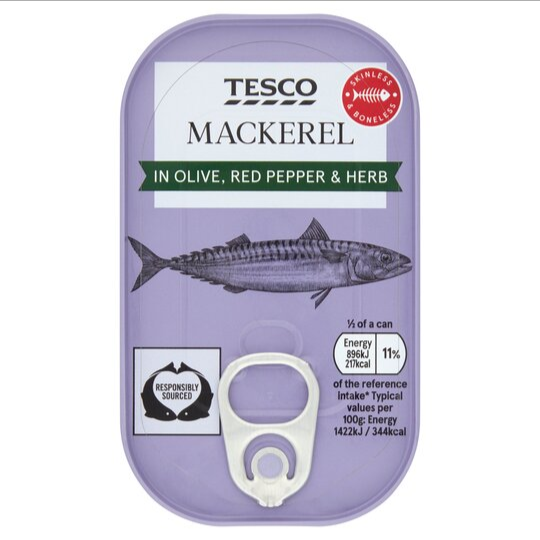 TESCO
SKINLESS & BONELESS
MACKEREL
IN OLIVE, RED PEPPER & HERB
½ of a can
Energy
896kJ
217kcal
11%
of the reference
intake* Typical
values per
100g: Energy
1422kJ / 344kcal
RESPONSIBLY
SOURCED